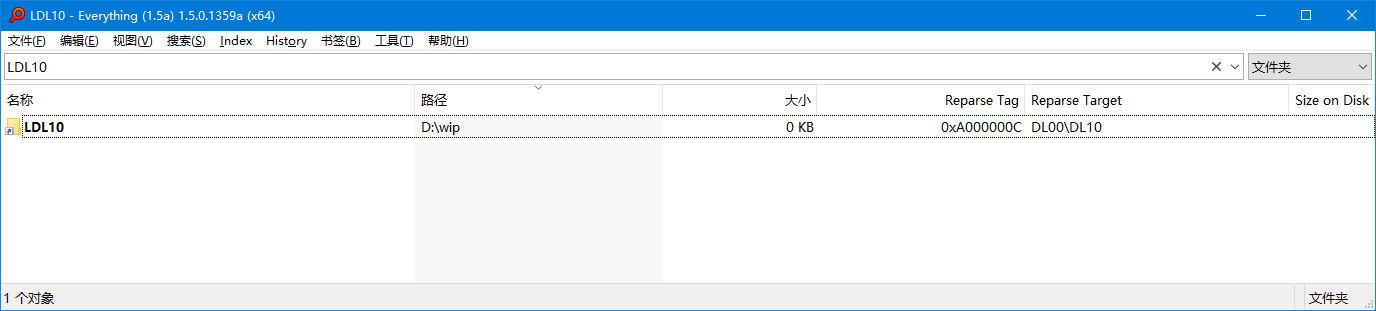 LDL10 - Everything (1.5a) 1.5.0.1359a (x64)
文件(F) 编辑(E) 视图(V) 搜索(S) Index History 书签(B) 工具(T) 帮助(H)
LDL10 文件夹
名称 路径 大小 Reparse Tag Reparse Target Size on Disk
LDL10 D:\wip 0 KB 0xA000000C DL00\DL10
1 个对象 文件夹